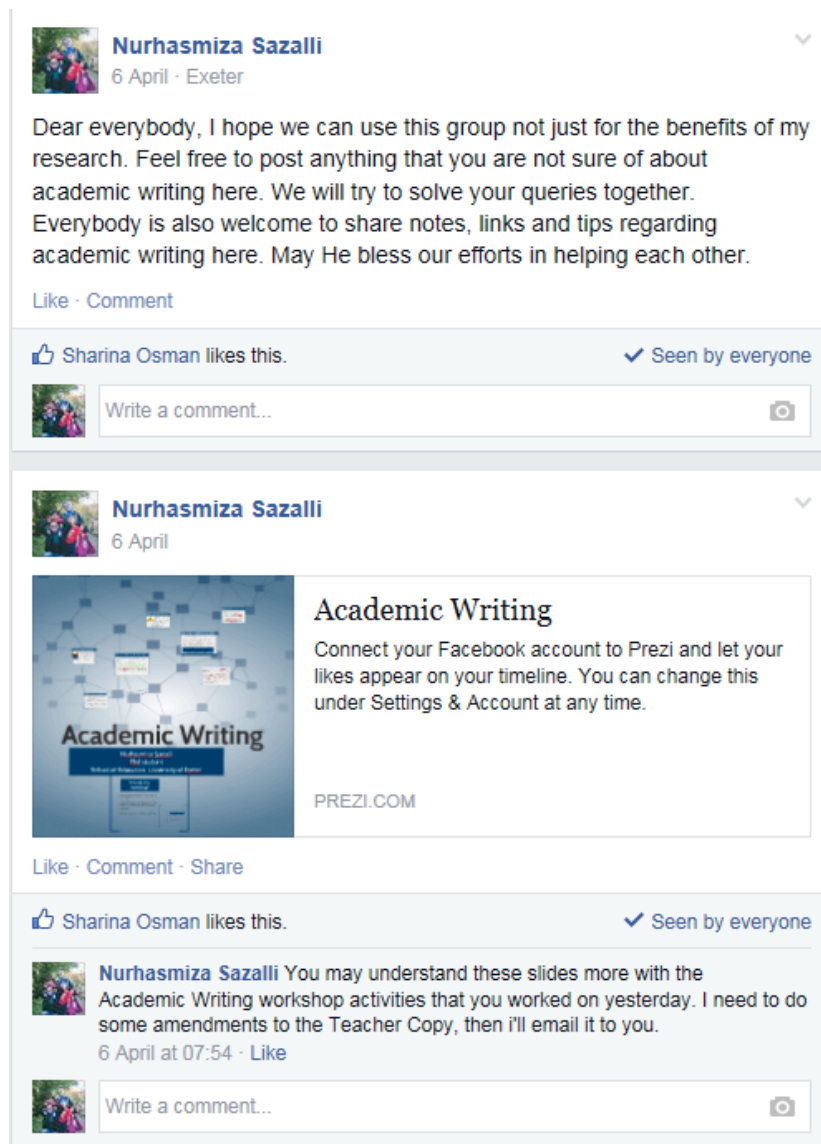 Nurhasmiza Sazalli
6 April · Exeter
Dear everybody, I hope we can use this group not just for the benefits of my
research. Feel free to post anything that you are not sure of about
academic writing here. We will try to solve your queries together.
Everybody is also welcome to share notes, links and tips regarding
academic writing here. May He bless our efforts in helping each other.
Like · Comment
Sharina Osman likes this.
Seen by everyone
Write a comment...
Nurhasmiza Sazalli
6 April
Academic Writing
Academic Writing
Connect your Facebook account to Prezi and let your
likes appear on your timeline. You can change this
under Settings & Account at any time.
PREZI.COM
Like · Comment · Share
Sharina Osman likes this.
Seen by everyone
Nurhasmiza Sazalli You may understand these slides more with the
Academic Writing workshop activities that you worked on yesterday. I need to do
some amendments to the Teacher Copy, then i'll email it to you.
6 April at 07:54 · Like
Write a comment...